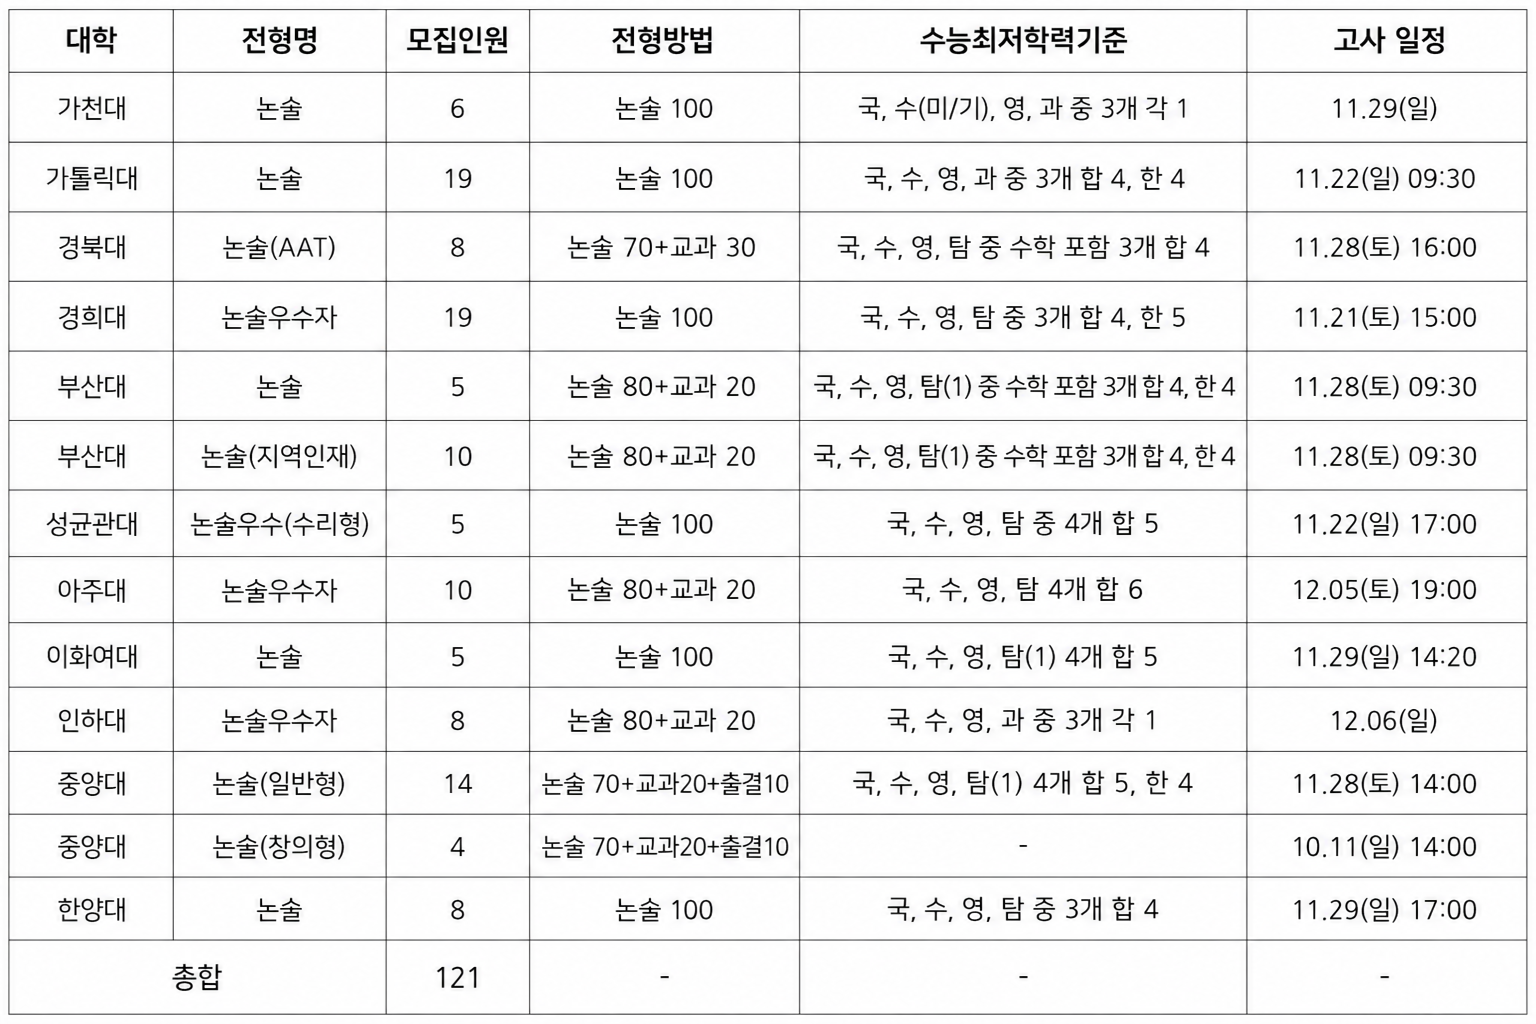 대학 전형명 모집인원 전형방법 수능최저학력기준 고사 일정
가천대 논술 6 논술 100 국, 수(미/기), 영, 과 중 3개 각 1 11.29(일)
가톨릭대 논술 19 논술 100 국, 수, 영, 과 중 3개 합 4, 한 4 11.22(일) 09:30
경북대 논술(AAT) 8 논술 70+교과 30 국, 수, 영, 탐 중 수학 포함 3개 합 4 11.28(토) 16:00
경희대 논술우수자 19 논술 100 국, 수, 영, 탐 중 3개 합 4, 한 5 11.21(토) 15:00
부산대 논술 5 논술 80+교과 20 국, 수, 영, 탐(1) 중 수학 포함 3개 합 4, 한 4 11.28(토) 09:30
부산대 논술(지역인재) 10 논술 80+교과 20 국, 수, 영, 탐(1) 중 수학 포함 3개 합 4, 한 4 11.28(토) 09:30
성균관대 논술우수(수리형) 5 논술 100 국, 수, 영, 탐 중 4개 합 5 11.22(일) 17:00
아주대 논술우수자 10 논술 80+교과 20 국, 수, 영, 탐 4개 합 6 12.05(토) 19:00
이화여대 논술 5 논술 100 국, 수, 영, 탐(1) 4개 합 5 11.29(일) 14:20
인하대 논술우수자 8 논술 80+교과 20 국, 수, 영, 과 중 3개 각 1 12.06(일)
중앙대 논술(일반형) 14 논술 70+교과20+출결10 국, 수, 영, 탐(1) 4개 합 5, 한 4 11.28(토) 14:00
중앙대 논술(창의형) 4 논술 70+교과20+출결10 - 10.11(일) 14:00
한양대 논술 8 논술 100 국, 수, 영, 탐 중 3개 합 4 11.29(일) 17:00
총합 121 - - -